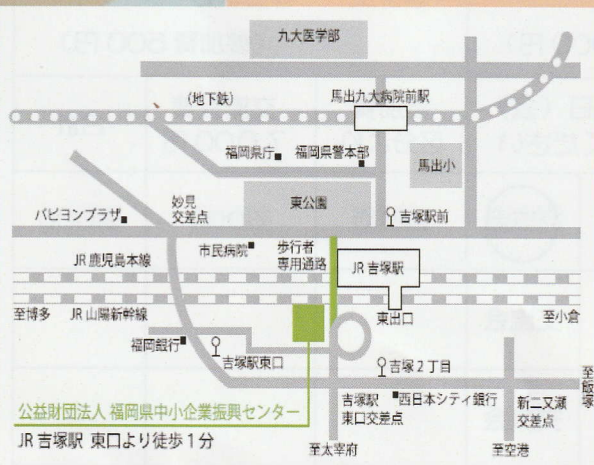 九大医学部
(地下鉄)
馬出九大病院前駅
福岡県庁
福岡県警本部
馬出小
東公園
妙見
交差点
パピヨンプラザ
吉塚駅前
市民病院
歩行者
専用通路
JR 鹿児島本線
JR 吉塚駅
至博多
JR 山陽新幹線
東出口
至小倉
福岡銀行
吉塚駅東口
吉塚2丁目
至飯塚
公益財団法人 福岡県中小企業振興センター
JR 吉塚駅 東口より徒歩1分
吉塚駅
東口交差点
西日本シティ銀行
新二又瀬
交差点
至太宰府
至空港